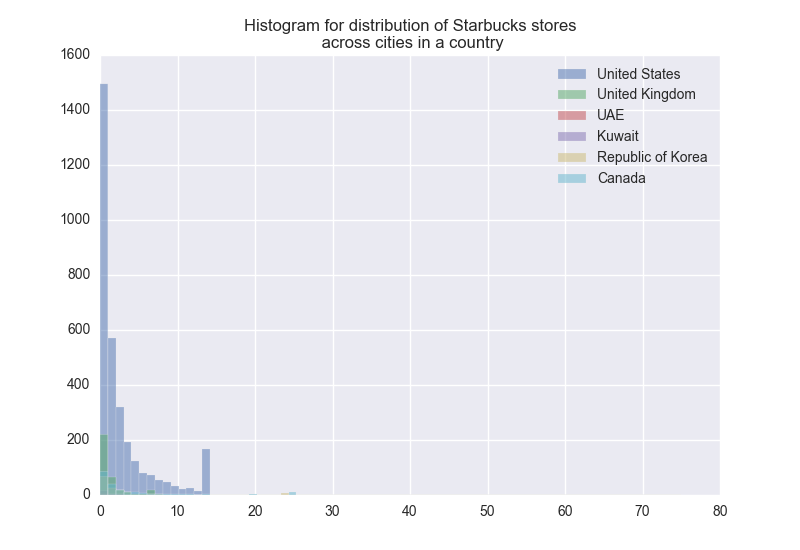 Histogram for distribution of Starbucks stores
across cities in a country
1600
1400
1200
1000
800
600
400
200
0
United States
United Kingdom
UAE
Kuwait
Republic of Korea
Canada
0 10 20 30 40 50 60 70 80